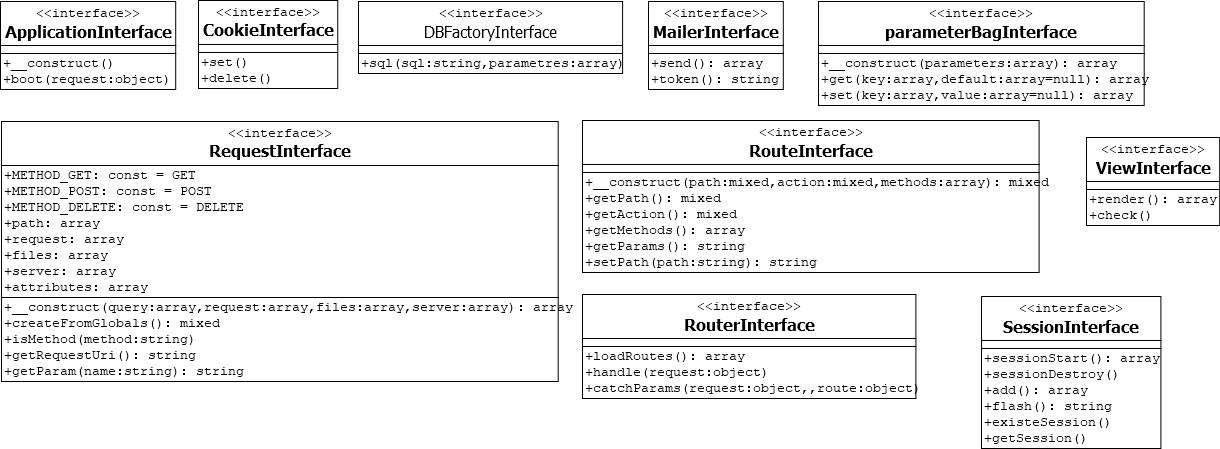 <<interface>>
ApplicationInterface
+__construct()
+boot(request:object)
<<interface>>
CookieInterface
+set()
+delete()
<<interface>>
DBFactoryInterface
+sql(sql:string,parametres:array)
<<interface>>
MailerInterface
+send(): array
+token(): string
<<interface>>
parameterBagInterface
+__construct(parameters:array): array
+get(key:array,default:array=null): array
+set(key:array,value:array=null): array
<<interface>>
RequestInterface
+METHOD_GET: const = GET
+METHOD_POST: const = POST
+METHOD_DELETE: const = DELETE
+path: array
+request: array
+files: array
+server: array
+attributes: array
+__construct(query:array,request:array,files:array,server:array): array
+createFromGlobals(): mixed
+isMethod(method:string)
+getRequestUri(): string
+getParam(name:string): string
<<interface>>
RouteInterface
+__construct(path:mixed,action:mixed,methods:array): mixed
+getPath(): mixed
+getAction(): mixed
+getMethods(): array
+getParams(): string
+setPath(path:string): string
<<interface>>
ViewInterface
+render(): array
+check()
<<interface>>
RouterInterface
+loadRoutes(): array
+handle(request:object)
+catchParams(request:object,,route:object)
<<interface>>
SessionInterface
+sessionStart(): array
+sessionDestroy()
+add(): array
+flash(): string
+existeSession()
+getSession()